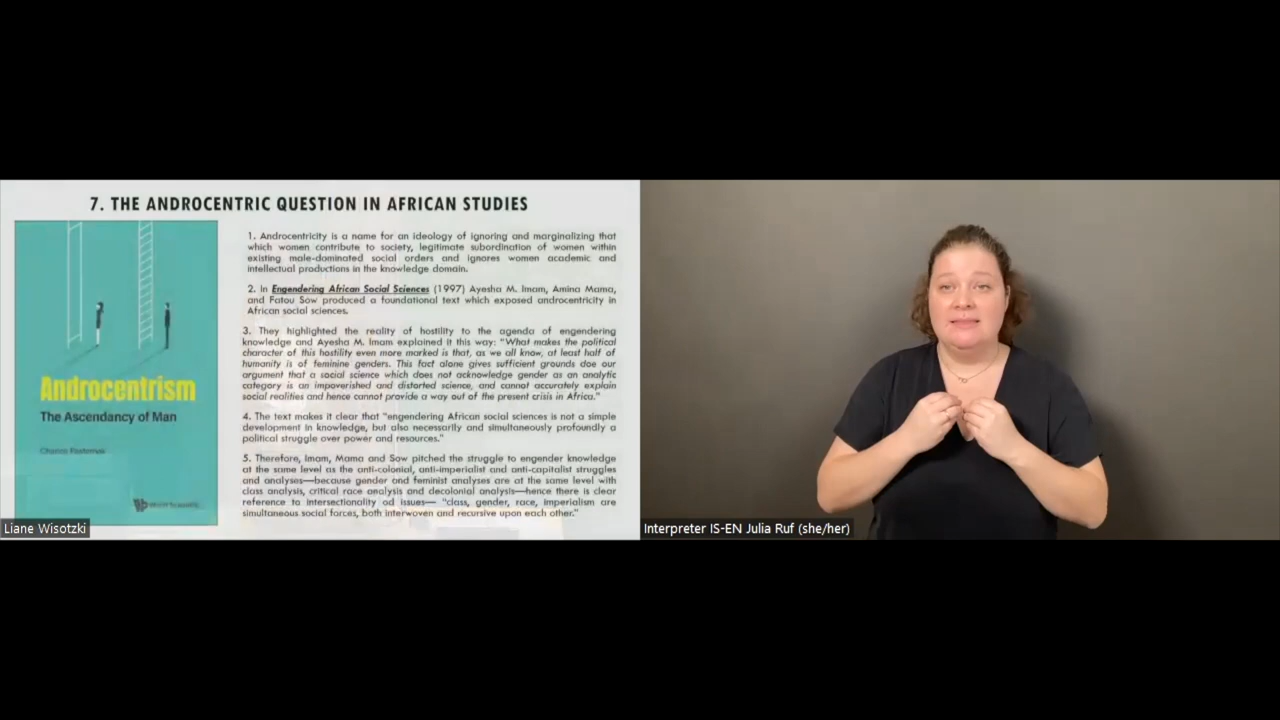 7. THE ANDROCENTRIC QUESTION IN AFRICAN STUDIES
1. Androcentricity is a name for an ideology of ignoring and marginalizing that
which women contribute to society, legitimate subordination of women within
existing male-dominated social orders and ignores women academic and
intellectual productions in the knowledge domain.
2. In Engendering African Social Sciences (1997) Ayesha M. Imam, Amina Mama,
and Fatou Sow produced a foundational text which exposed androcentricity in
African social sciences.
3. They highlighted the reality of hostility to the agenda of engendering
knowledge and Ayesha M. Imam explained it this way: "What makes the political
character of this hostility even more marked is that, as we all know, at least half of
humanity is of feminine genders. This fact alone gives sufficient grounds doe our
argument that a social science which does not acknowledge gender as an analytic
category is an impoverished and distorted science, and cannot accurately explain
social realities and hence cannot provide a way out of the present crisis in Africa."
4. The text makes it clear that "engendering African social sciences is not a simple
development in knowledge, but also necessarily and simultaneously profoundly a
political struggle over power and resources."
5. Therefore, Imam, Mama and Sow pitched the struggle to engender knowledge
at the same level as the anti-colonial, anti-imperialist and anti-capitalist struggles
and analyses—because gender and feminist analyses are at the same level with
class analysis, critical race analysis and decolonial analysis—hence there is clear
reference to intersectionality od issues— "class, gender, race, imperialism are
simultaneous social forces, both interwoven and recursive upon each other."
Androcentrism
The Ascendancy of Man
Liane Wisotzki
Interpreter IS-EN Julia Ruf (she/her)